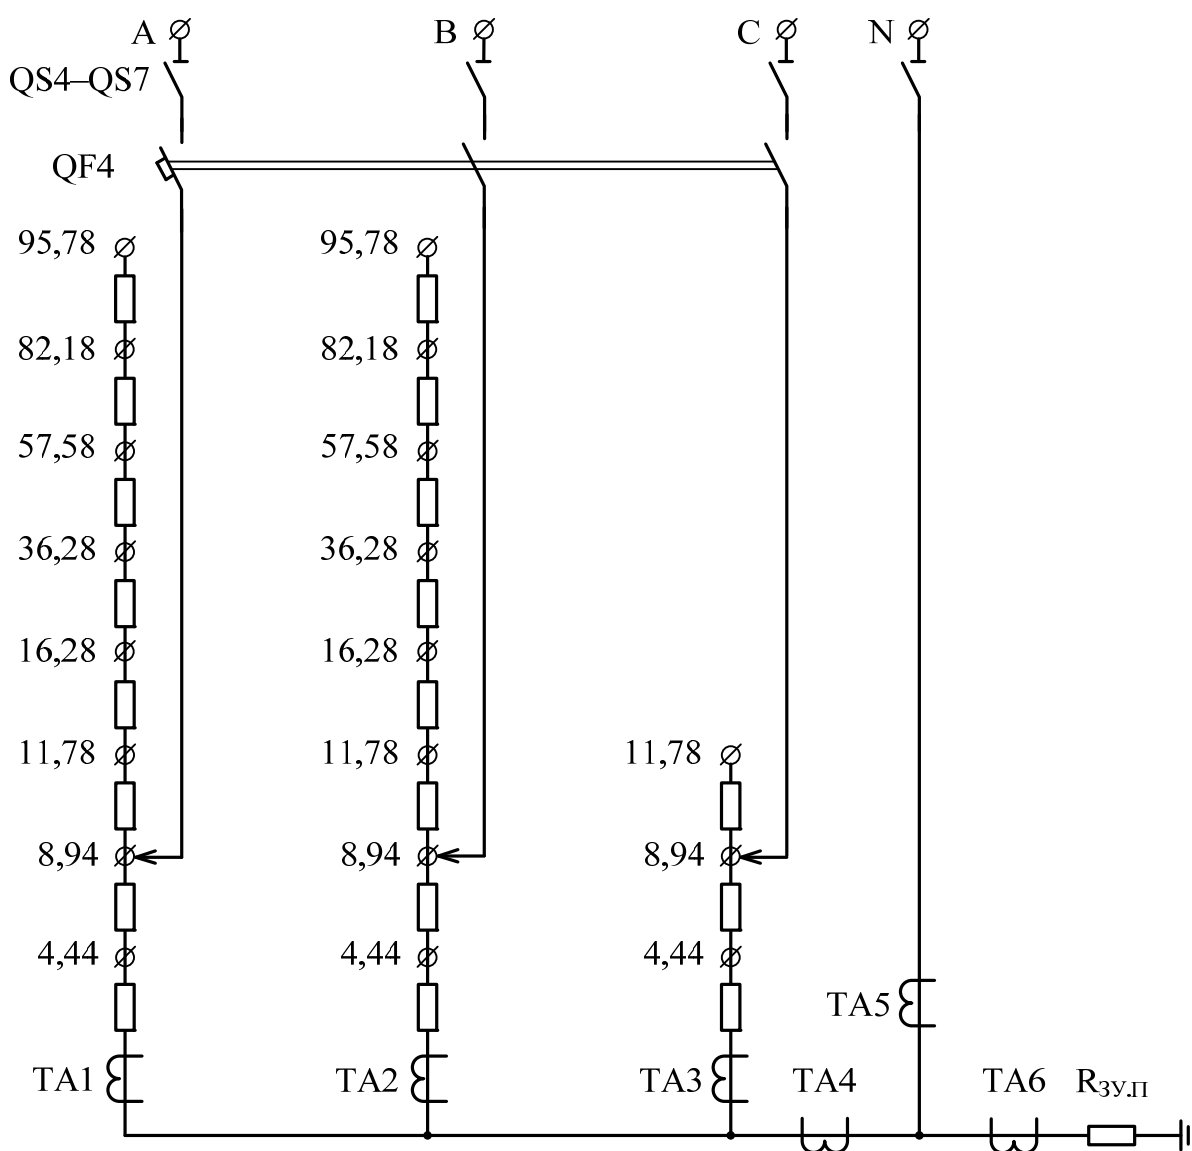 A B C N
QS4–QS7
QF4
95,78 95,78
82,18 82,18
57,58 57,58
36,28 36,28
16,28 16,28
11,78 11,78 11,78
8,94 8,94 8,94
4,44 4,44 4,44
TA5
TA1 TA2 TA3 TA4 TA6 RЗУ.П